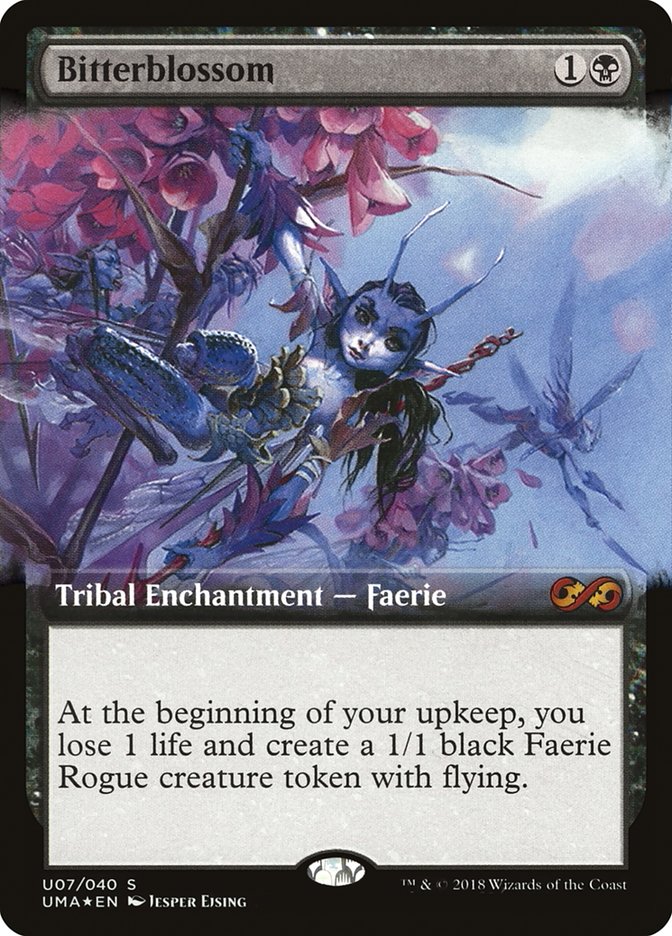 Bitterblossom 1
Tribal Enchantment — Faerie
At the beginning of your upkeep, you
lose 1 life and create a 1/1 black Faerie
Rogue creature token with flying.
U07/040 S
™ & © 2018 Wizards of the Coast
UMA★EN Jesper Ejsing